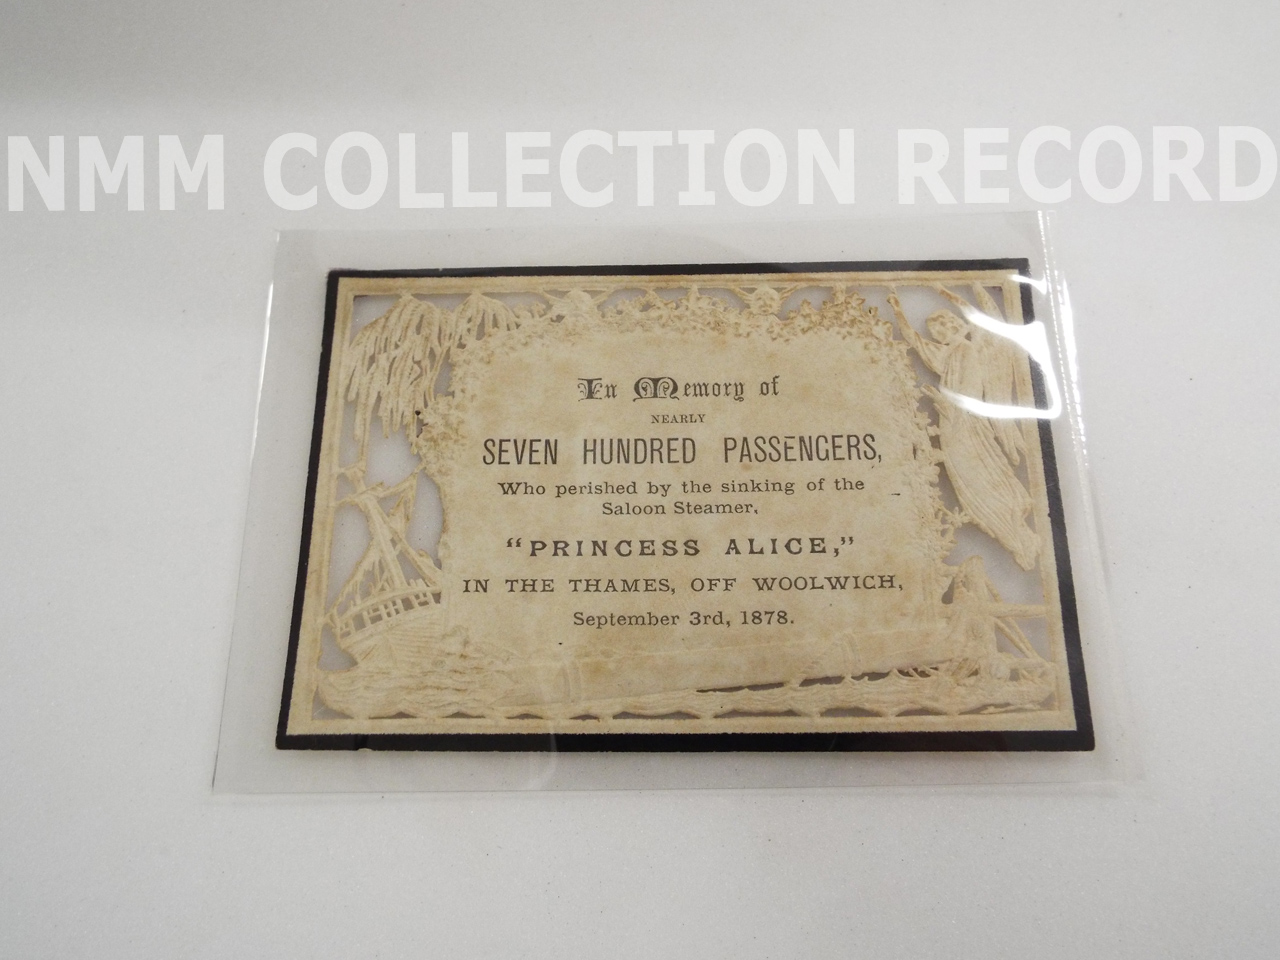 NMM COLLECTION RECORD
In Memory of
NEARLY
SEVEN HUNDRED PASSENGERS,
Who perished by the sinking of the
Saloon Steamer,
“PRINCESS ALICE,”
IN THE THAMES, OFF WOOLWICH,
September 3rd, 1878.